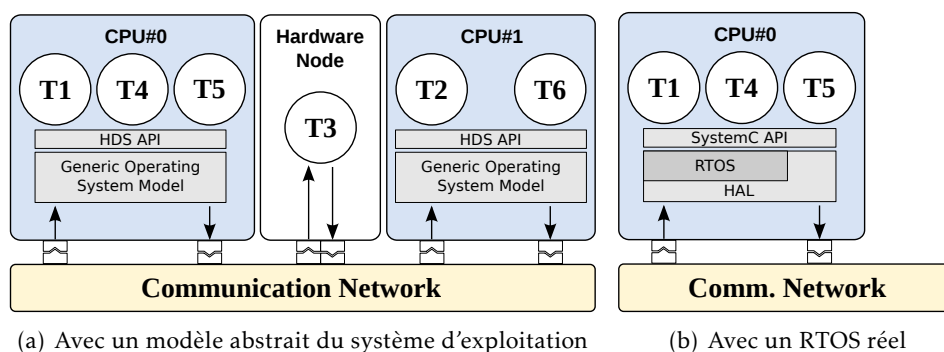 CPU#0
T1 T4 T5
HDS API
Generic Operating
System Model
Hardware
Node
T3
CPU#1
T2 T6
HDS API
Generic Operating
System Model
Communication Network
(a) Avec un modèle abstrait du système d'exploitation
CPU#0
T1 T4 T5
SystemC API
RTOS
HAL
Comm. Network
(b) Avec un RTOS réel